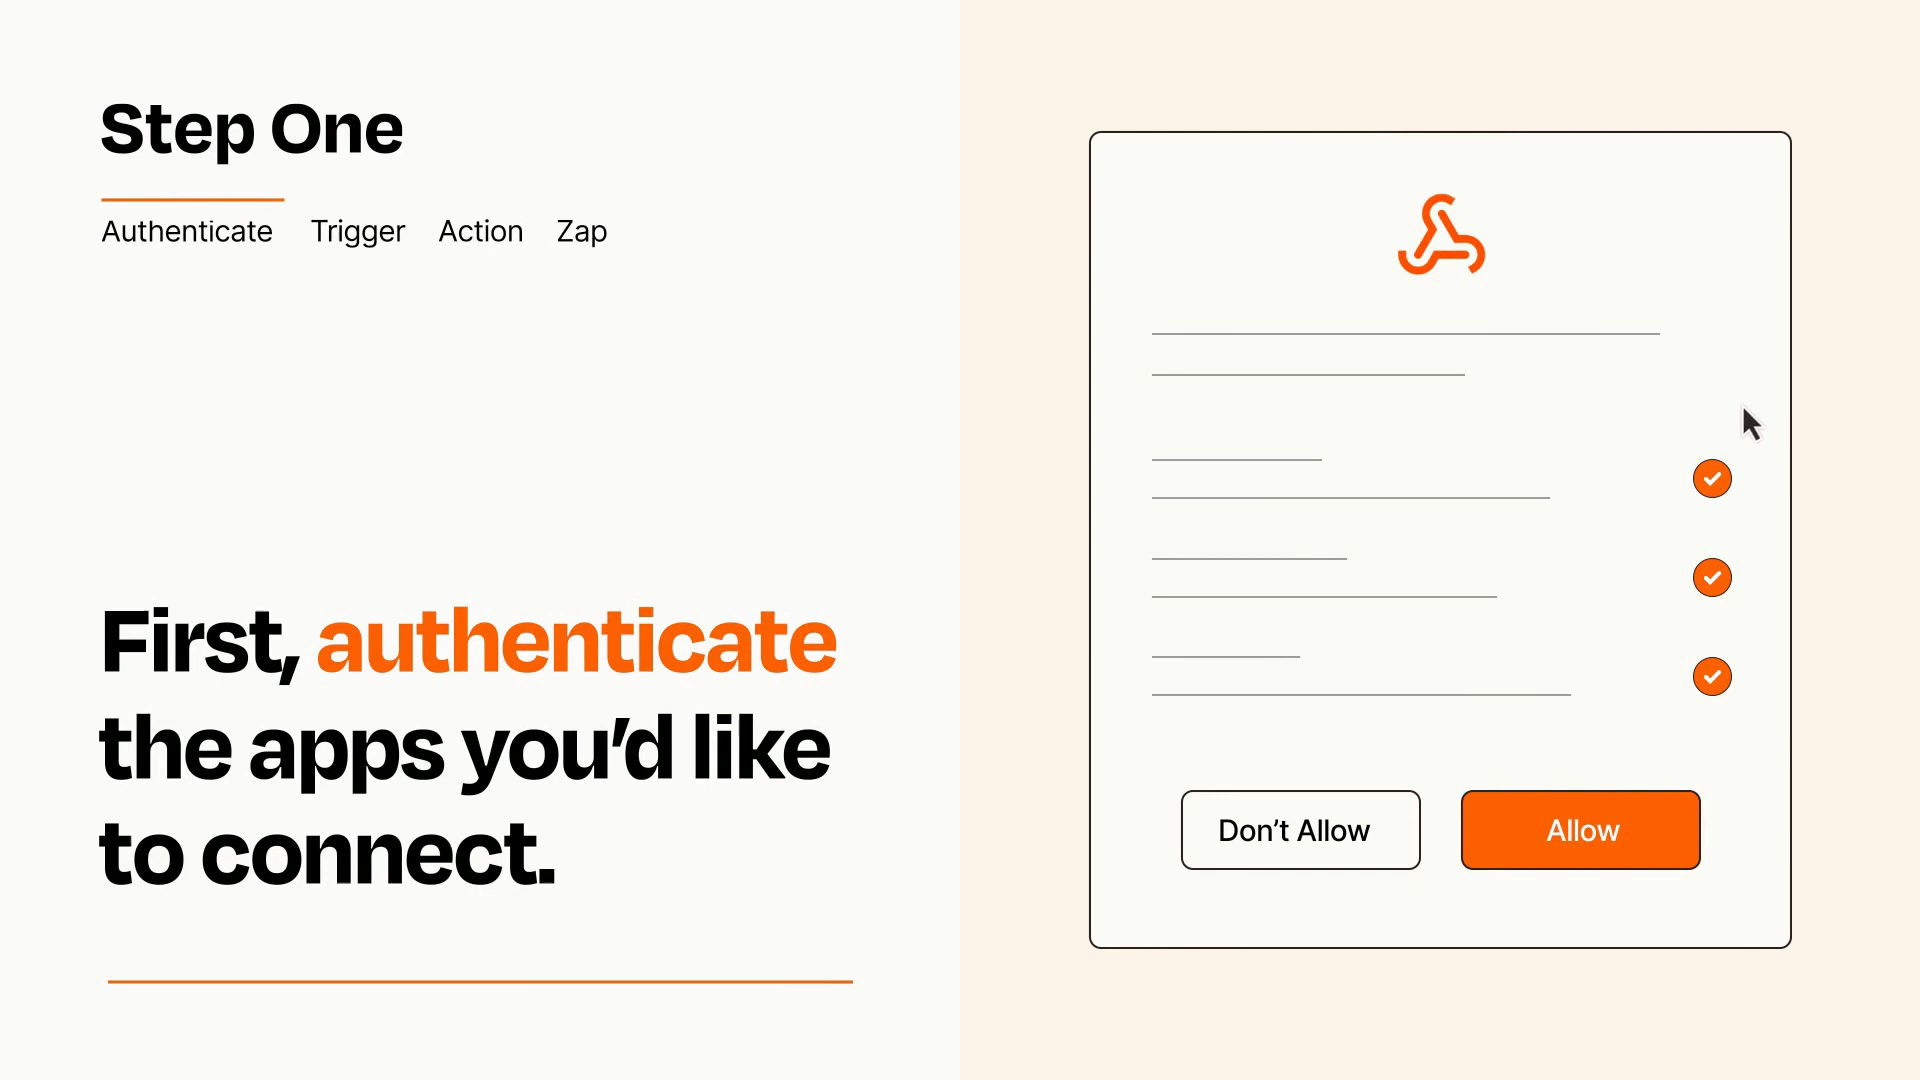 Step One
Authenticate Trigger Action Zap
First, authenticate
the apps you’d like
to connect.
Don’t Allow
Allow